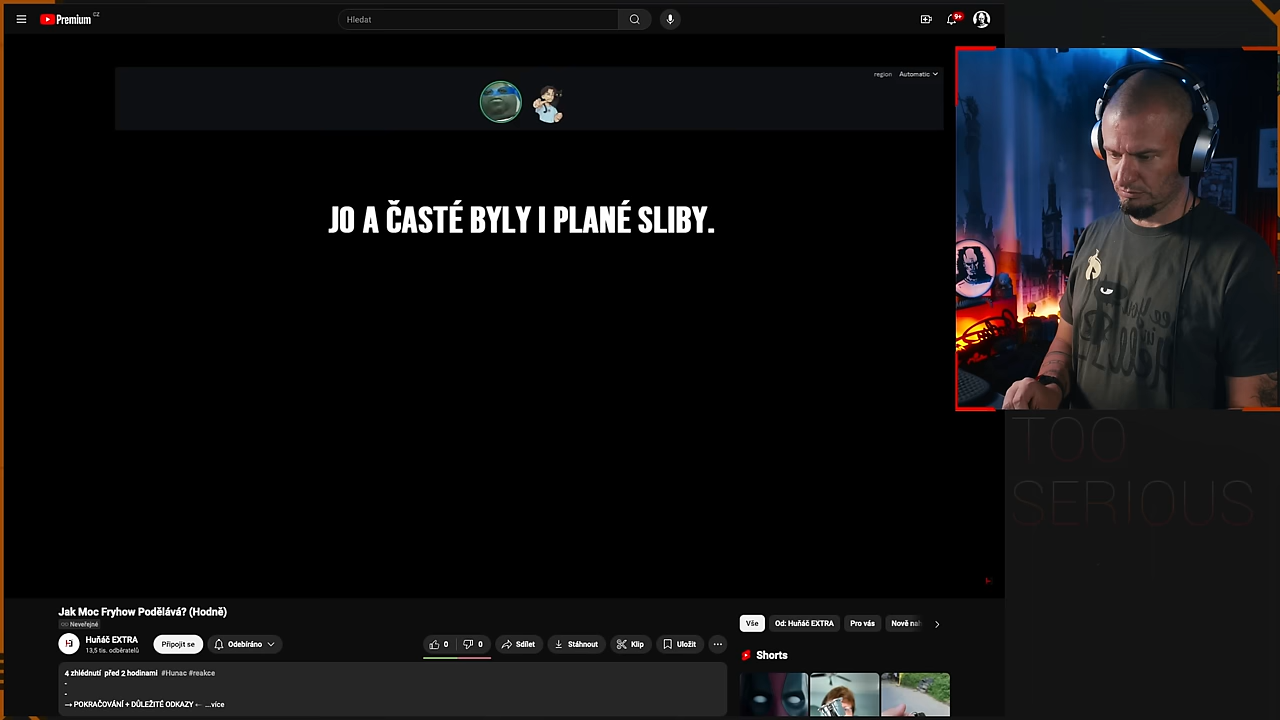 Premium CZ
Hledat
9+
region Automatic
JO A ČASTÉ BYLY I PLANÉ SLIBY.
TOO
SERIOUS
Jak Moc Fryhow Podělává? (Hodně)
Neveřejné
Huňáč EXTRA
13,5 tis. odběratelů
Připojit se
Odebíráno
0
0
Sdílet
Stáhnout
Klip
Uložit
4 zhlédnutí před 2 hodinami #Hunac #reakce
-
-
→ POKRAČOVÁNÍ + DŮLEŽITÉ ODKAZY ← ...více
Vše
Od: Huňáč EXTRA
Pro vás
Shorts